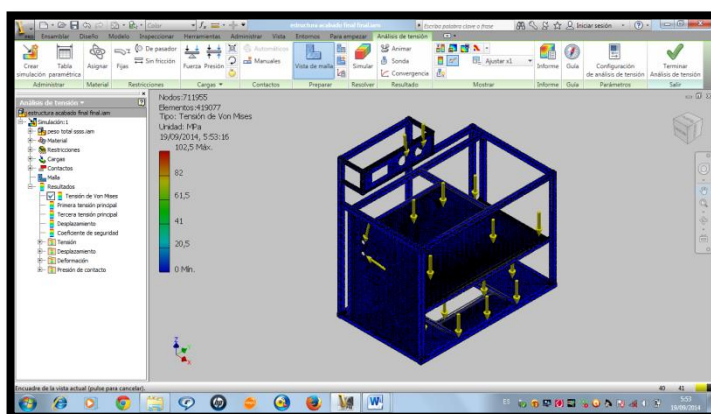 Color
estructura acabado final final.iam
Escriba palabra clave o frase
Iniciar sesión
Ensamblar Diseño Modelo Inspeccionar Herramientas Administrar Vista Entornos Para empezar Análisis de tensión
De pasador
Sin fricción
Automáticos
Manuales
Animar
Sonda
Convergencia
Ajustar x1
Crear simulación
Tabla paramétrica
Asignar
Fijas
Fuerza Presión
Vista de malla
Simular
Informe
Guía
Configuración de análisis de tensión
Terminar Análisis de tensión
Administrar Material Restricciones Cargas Contactos Preparar Resolver Resultado Mostrar Informe Guía Parámetros Salir
Análisis de tensión
estructura acabado final final.iam
Simulación:1
peso total ssss.iam
Material
Restricciones
Cargas
Contactos
Malla
Resultados
Tensión de Von Mises
Primera tensión principal
Tercera tensión principal
Desplazamiento
Coeficiente de seguridad
Tensión
Desplazamiento
Deformación
Presión de contacto
Nodos:711955
Elementos:419077
Tipo: Tensión de Von Mises
Unidad: MPa
19/09/2014, 5:53:16
102,5 Máx.
82
61,5
41
20,5
0 Mín.
Encuadre de la vista actual (pulse para cancelar).
40 41
ES
5:53
19/09/2014